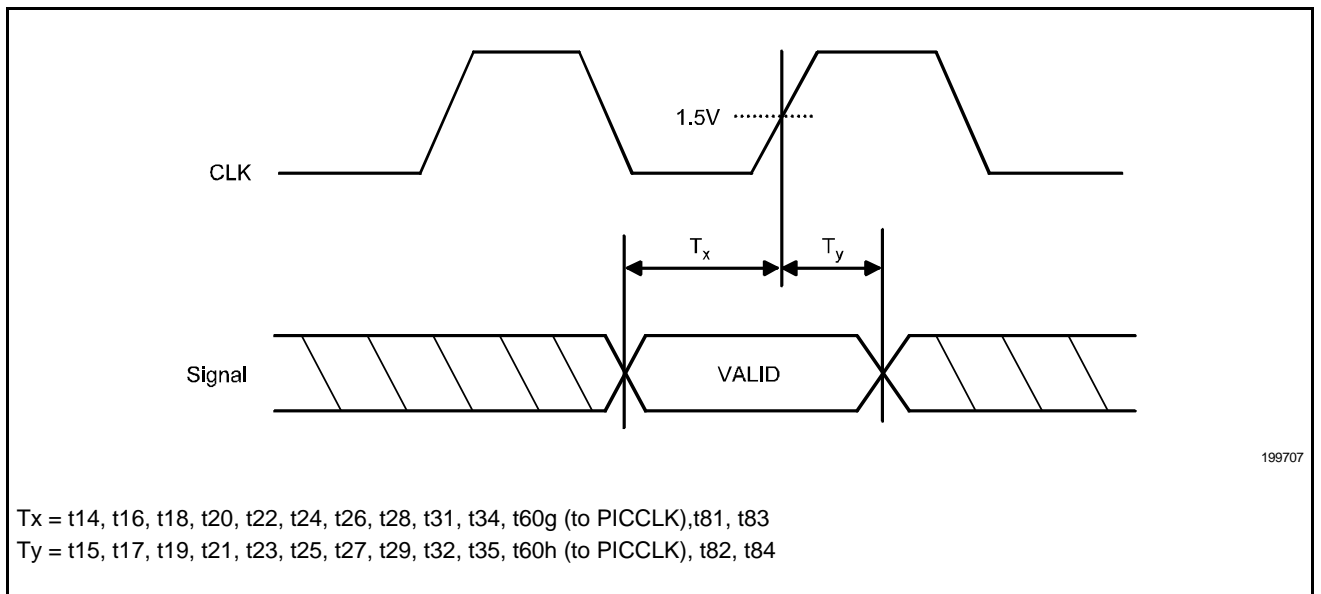 1.5V
CLK
Tx
Ty
Signal
VALID
199707
Tx = t14, t16, t18, t20, t22, t24, t26, t28, t31, t34, t60g (to PICCLK),t81, t83
Ty = t15, t17, t19, t21, t23, t25, t27, t29, t32, t35, t60h (to PICCLK), t82, t84